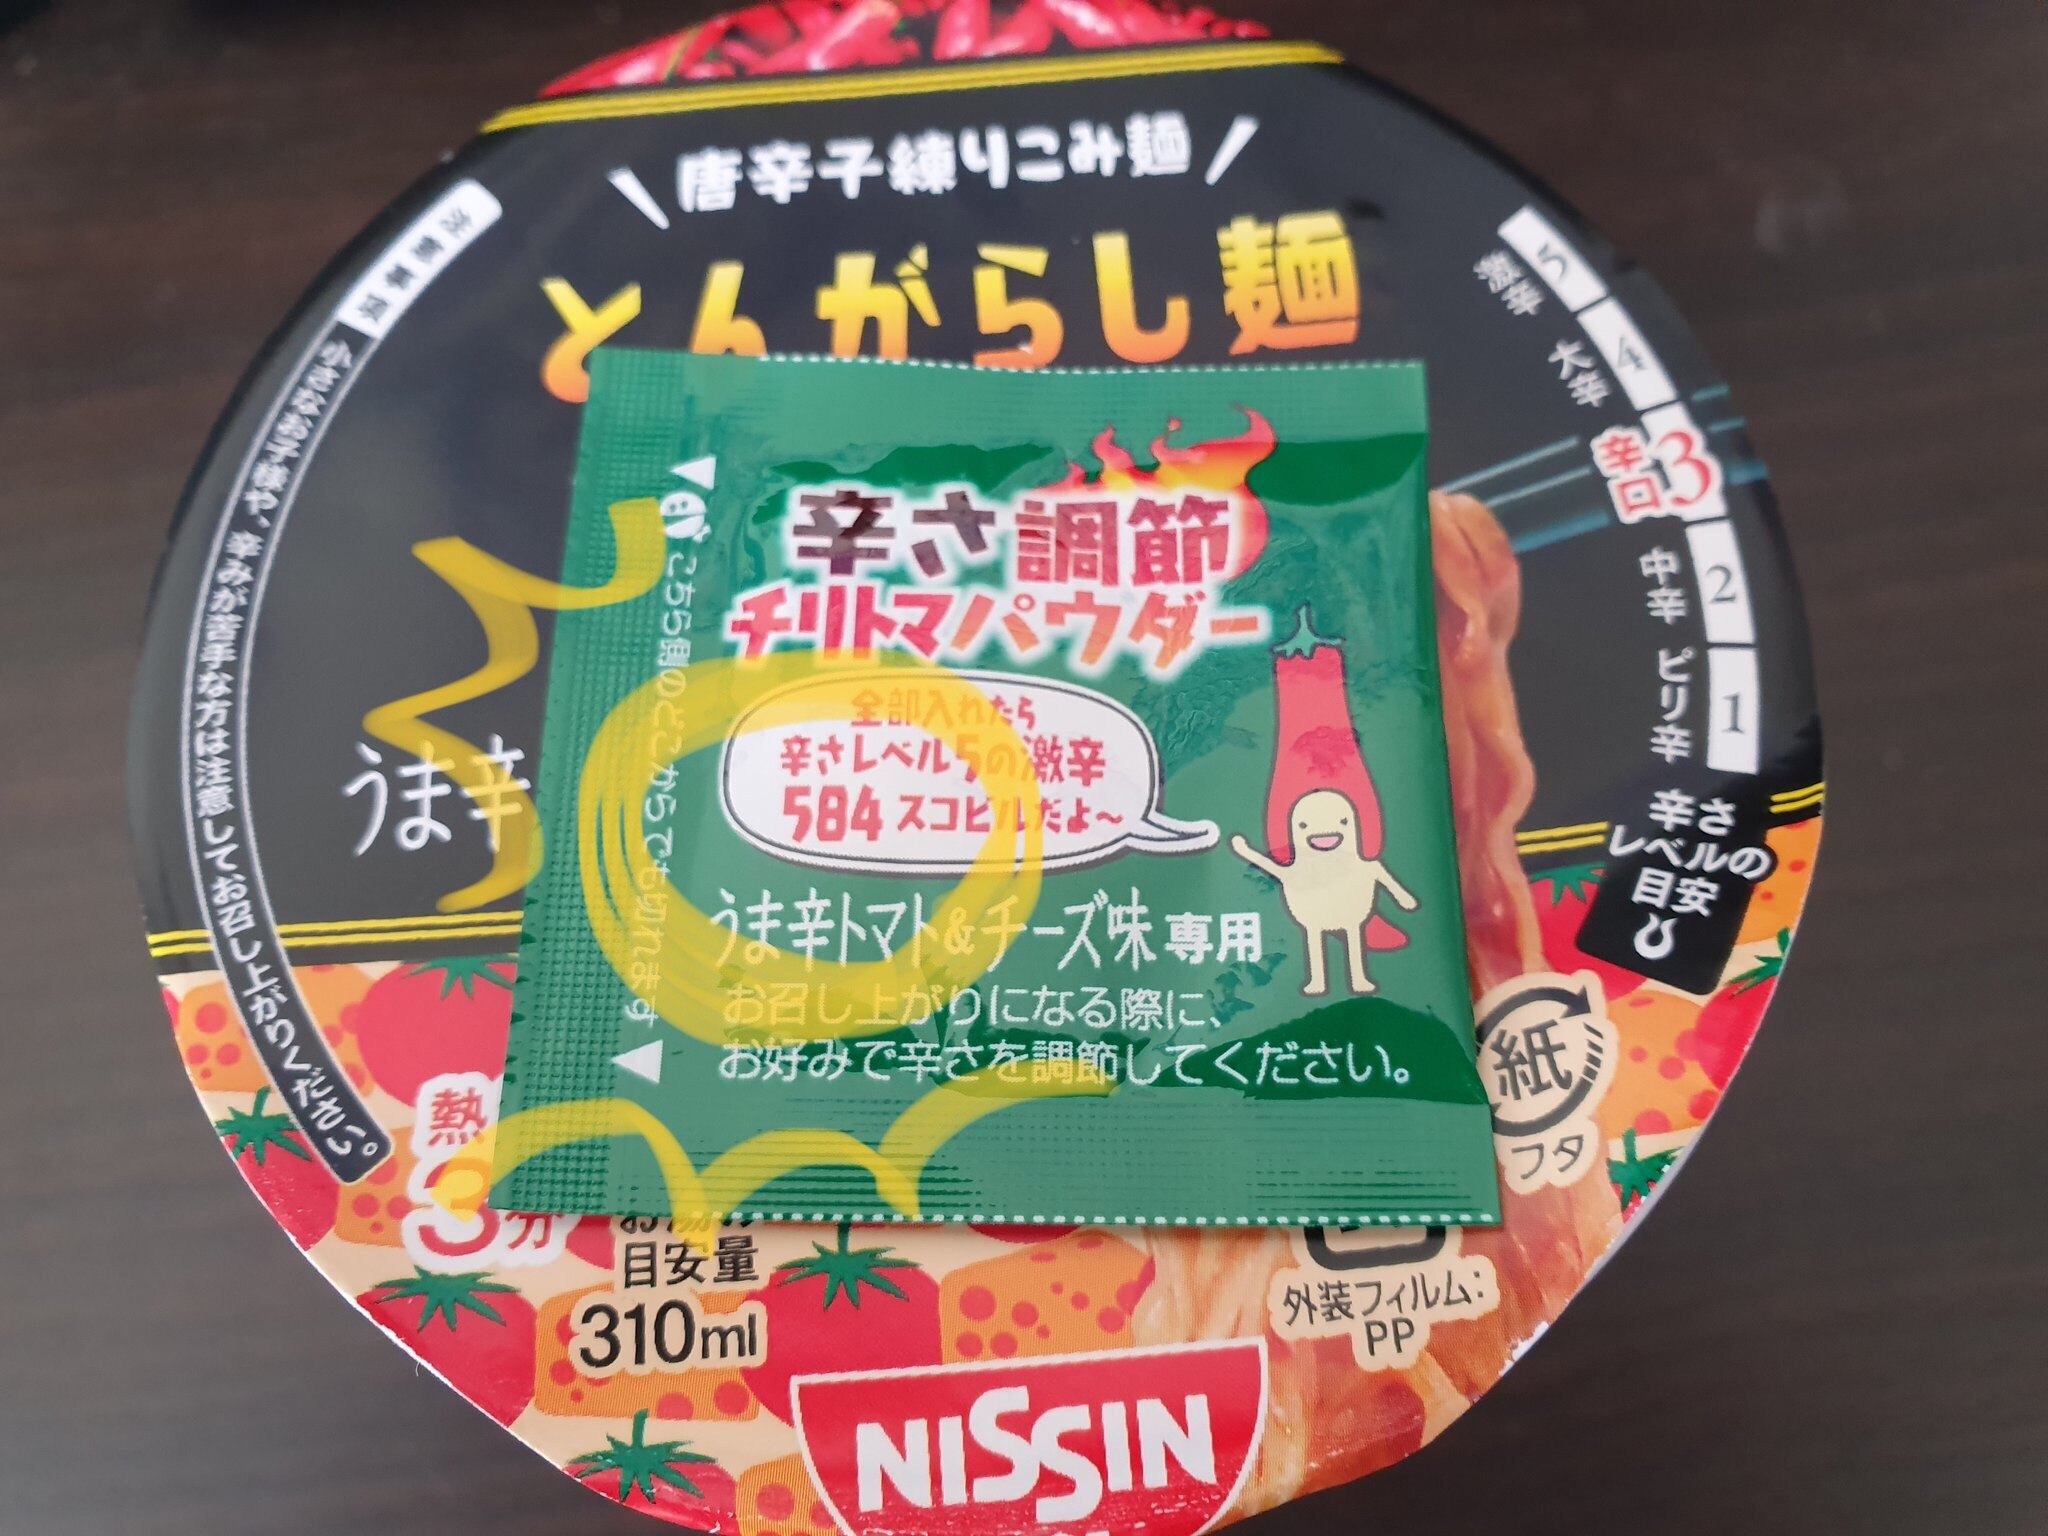 唐辛子練りこみ麺
とんがらし麺
小さなお子様や、辛みが苦手な方は注意してお召し上がりください。
5
激辛
4
大辛
3
辛口
2
中辛
1
ピリ辛
辛さ
レベルの
目安
うま辛
こちら側のどこからでも切れます
辛さ調節
チリトマパウダー
全部入れたら
辛さレベル5の激辛
584スコビルだよ〜
うま辛トマト&チーズ味 専用
お召し上がりになる際に、
お好みで辛さを調節してください。
紙
フタ
熱
3分
目安量
310ml
外装フィルム:
PP
NISSIN